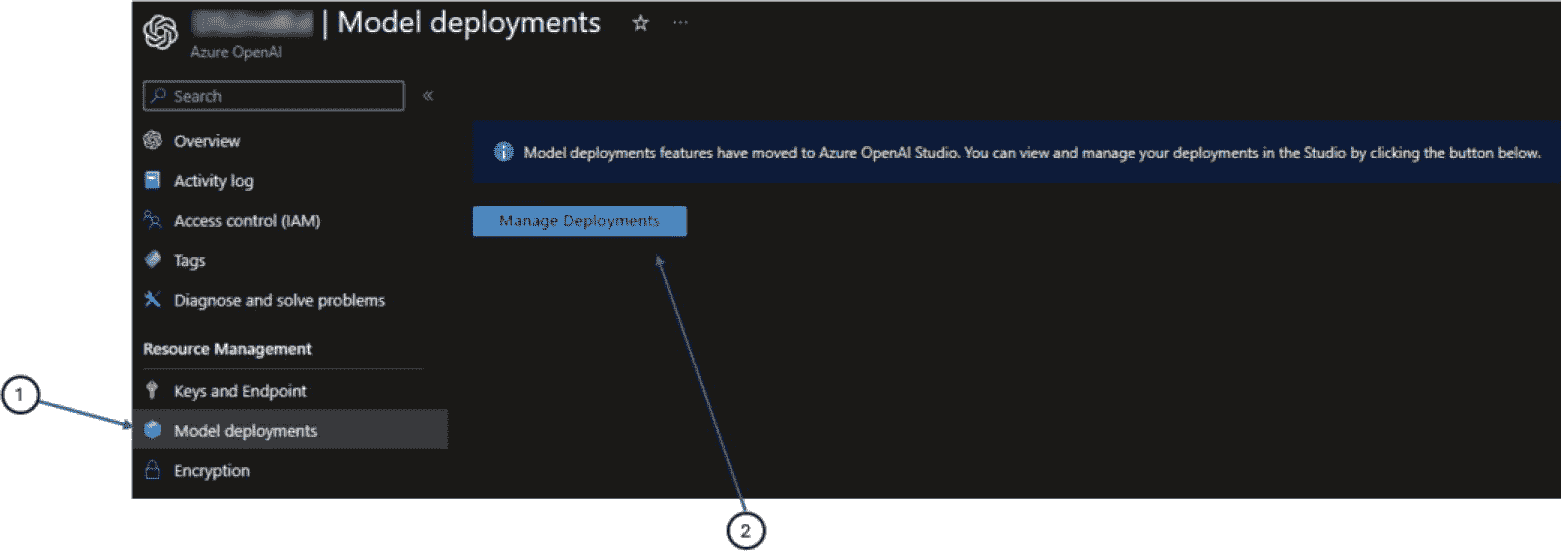 | Model deployments
Azure OpenAI
Search
Overview
Activity log
Access control (IAM)
Tags
Diagnose and solve problems
Resource Management
Keys and Endpoint
Model deployments
Encryption
Model deployments features have moved to Azure OpenAI Studio. You can view and manage your deployments in the Studio by clicking the button below.
Manage Deployments
1
2